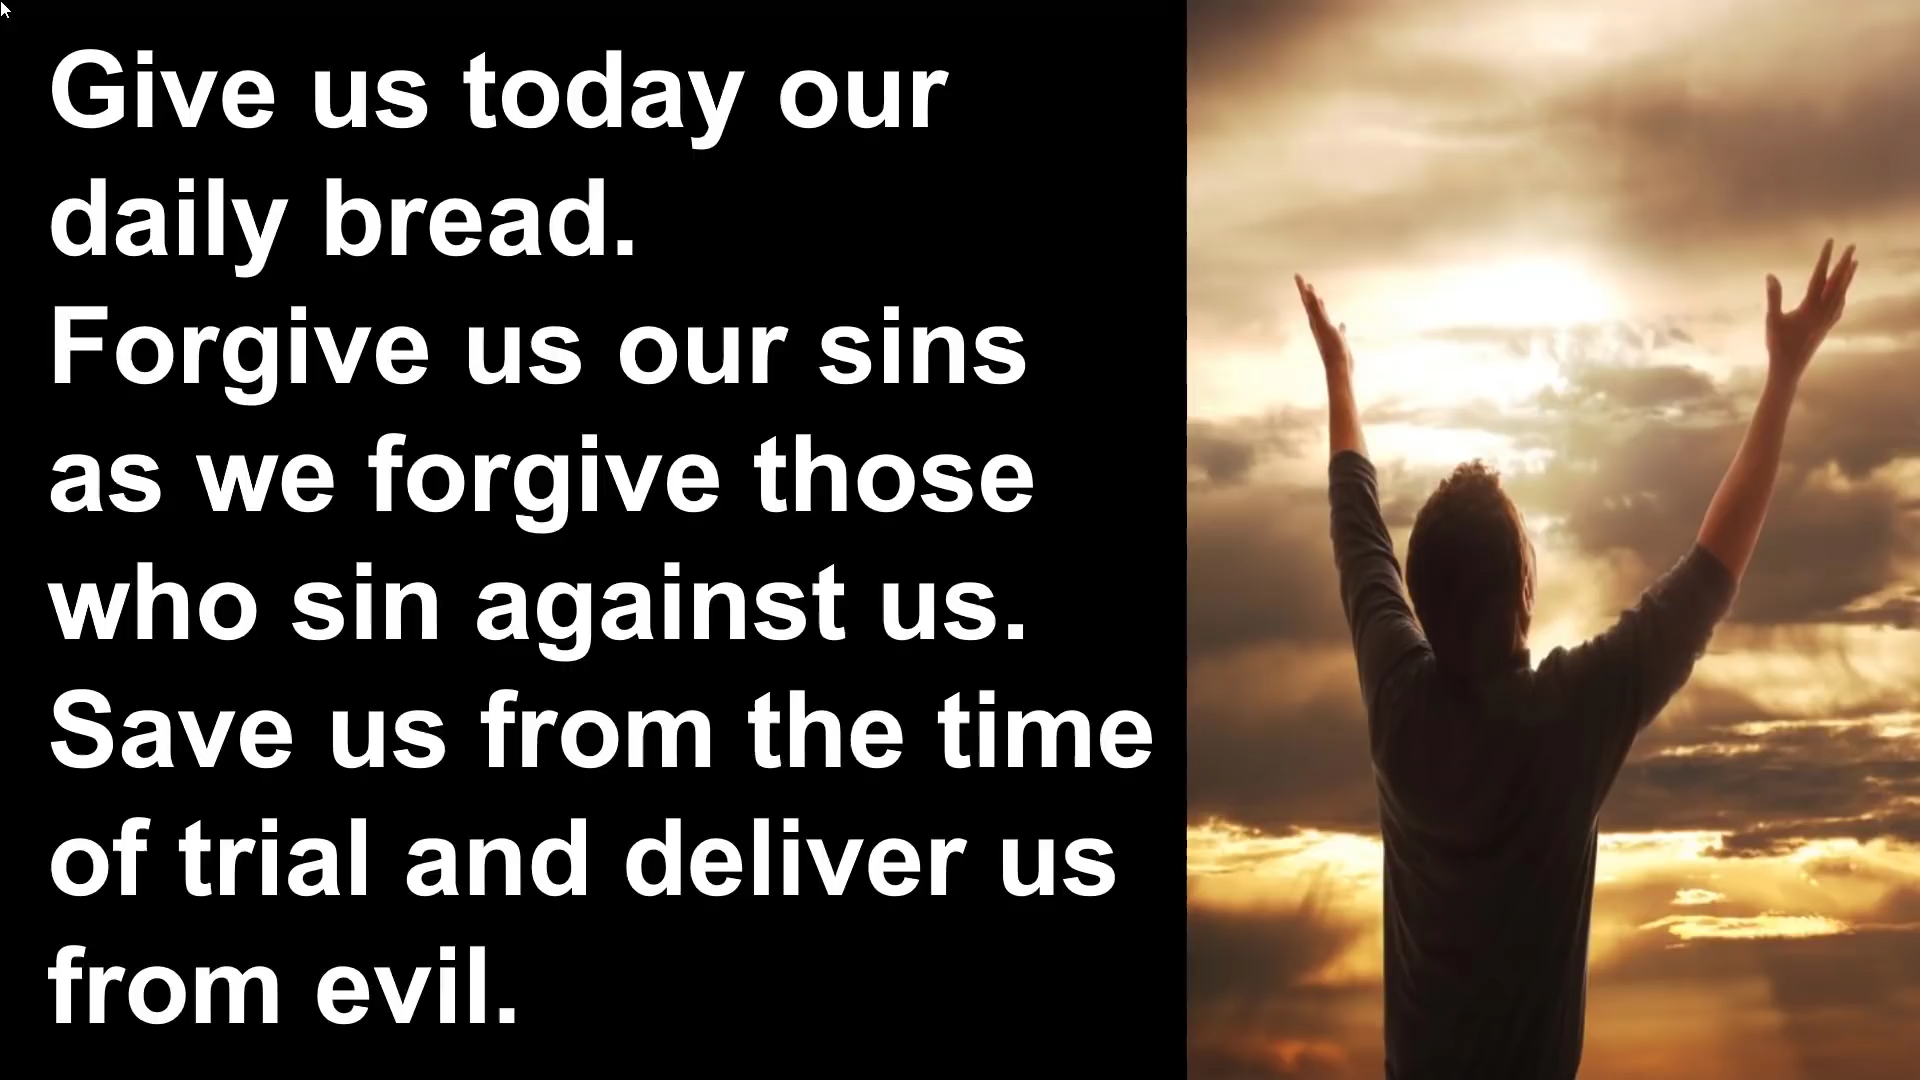 Give us today our
daily bread.
Forgive us our sins
as we forgive those
who sin against us.
Save us from the time
of trial and deliver us
from evil.